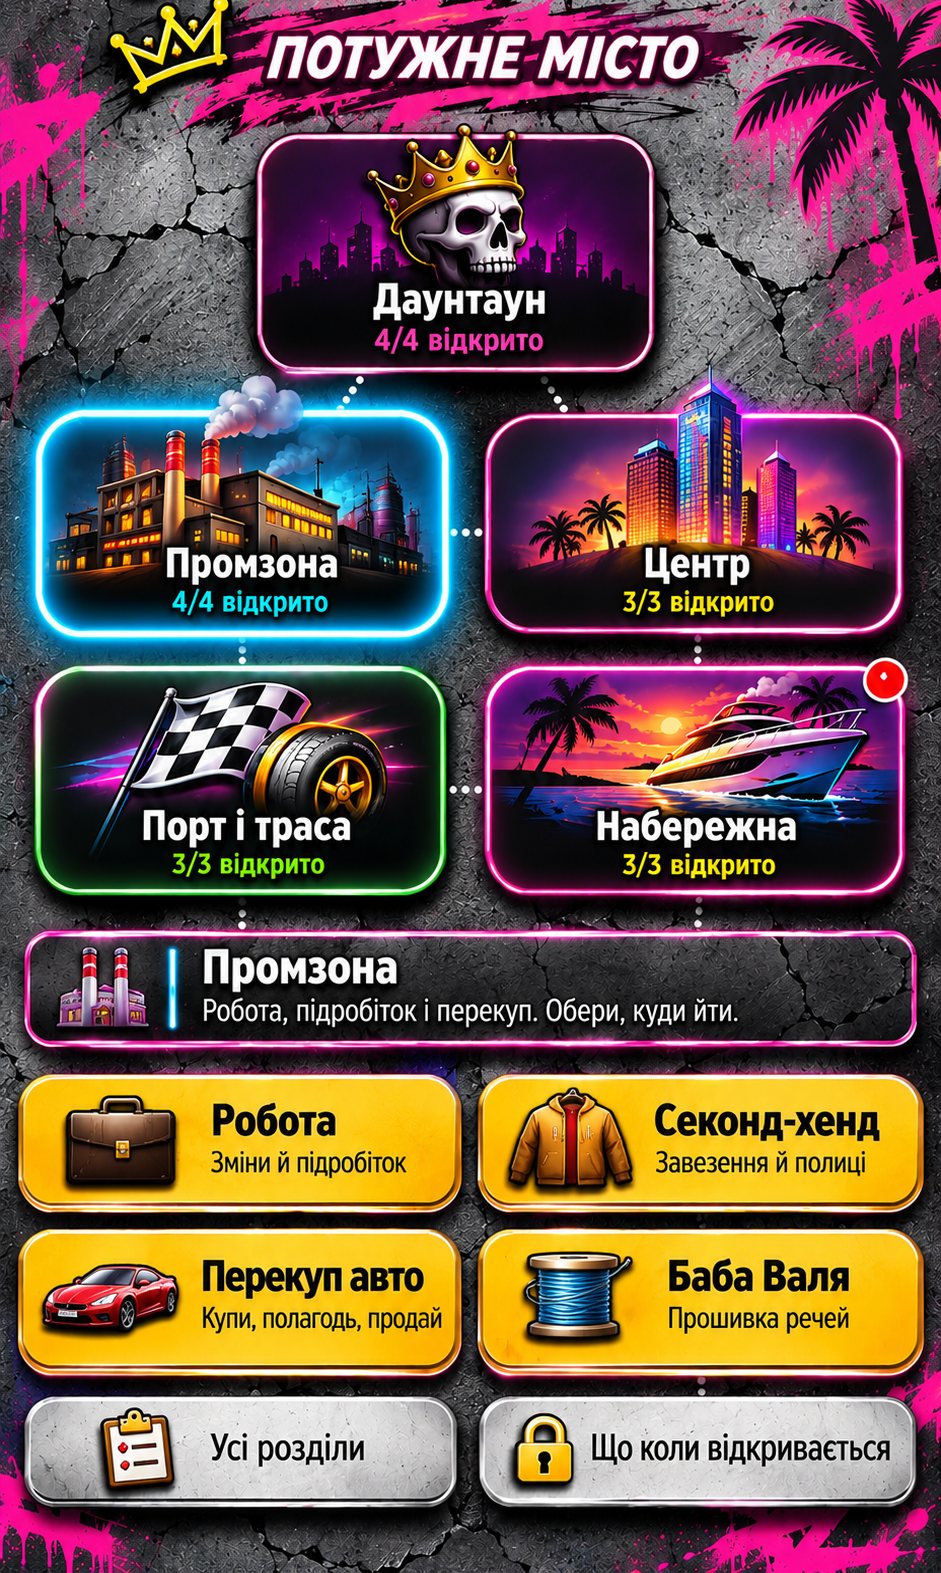 ПОТУЖНЕ МІСТО
Даунтаун
4/4 відкрито
Промзона
4/4 відкрито
Центр
3/3 відкрито
Порт і траса
3/3 відкрито
Набережна
3/3 відкрито
Промзона
Робота, підробіток і перекуп. Обери, куди йти.
Робота
Зміни й підробіток
Секонд-хенд
Завезення й полиці
Перекуп авто
Купи, полагодь, продай
Баба Валя
Прошивка речей
Усі розділи
Що коли відкривається